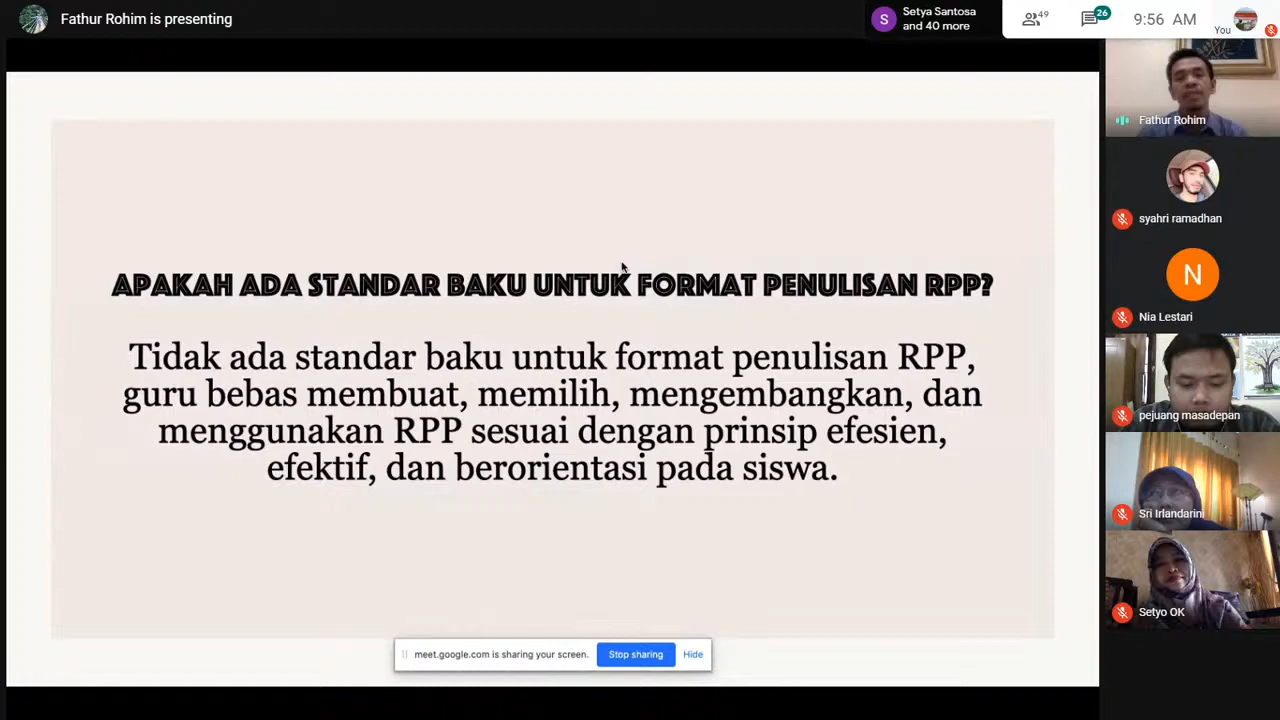 Fathur Rohim is presenting
S
Setya Santosa
and 40 more
49
26
9:56 AM
You
APAKAH ADA STANDAR BAKU UNTUK FORMAT PENULISAN RPP?
Tidak ada standar baku untuk format penulisan RPP,
guru bebas membuat, memilih, mengembangkan, dan
menggunakan RPP sesuai dengan prinsip efesien,
efektif, dan berorientasi pada siswa.
meet.google.com is sharing your screen.
Stop sharing
Hide
Fathur Rohim
syahri ramadhan
N
Nia Lestari
pejuang masadepan
Sri Irlandarini
Setyo OK